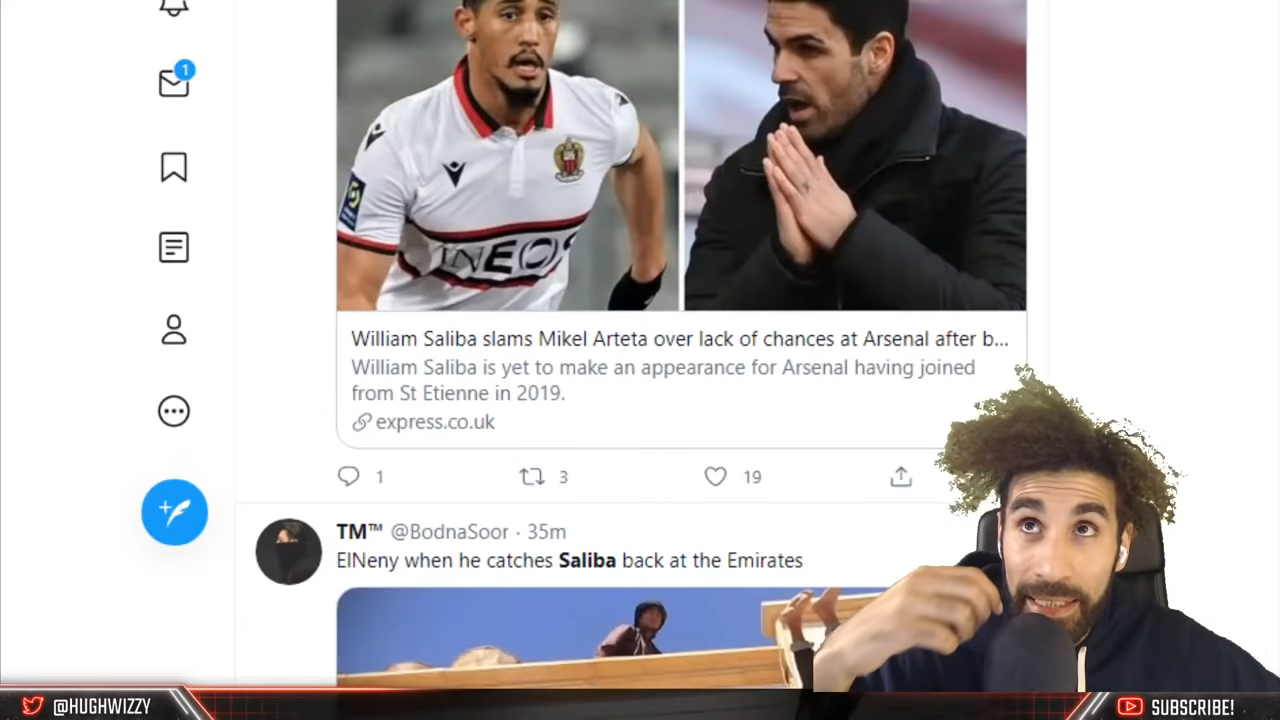 1
INEOS
William Saliba slams Mikel Arteta over lack of chances at Arsenal after b...
William Saliba is yet to make an appearance for Arsenal having joined
from St Etienne in 2019.
express.co.uk
1
3
19
TM™ @BodnaSoor · 35m
ElNeny when he catches Saliba back at the Emirates
@HUGHWIZZY
SUBSCRIBE!